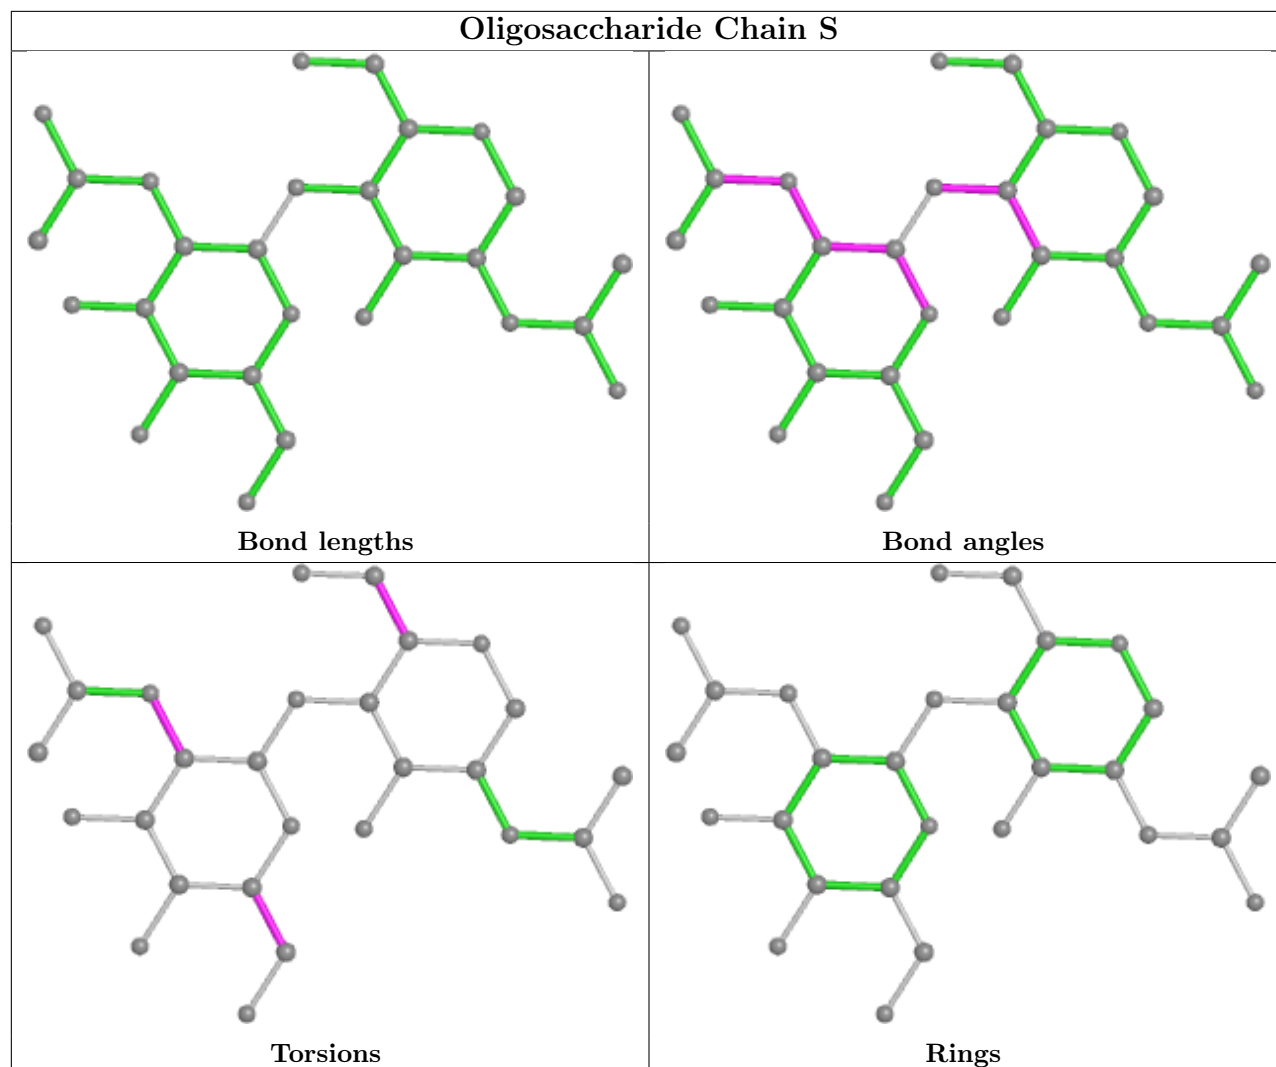 Oligosaccharide Chain S
Bond lengths
Bond angles
Torsions
Rings